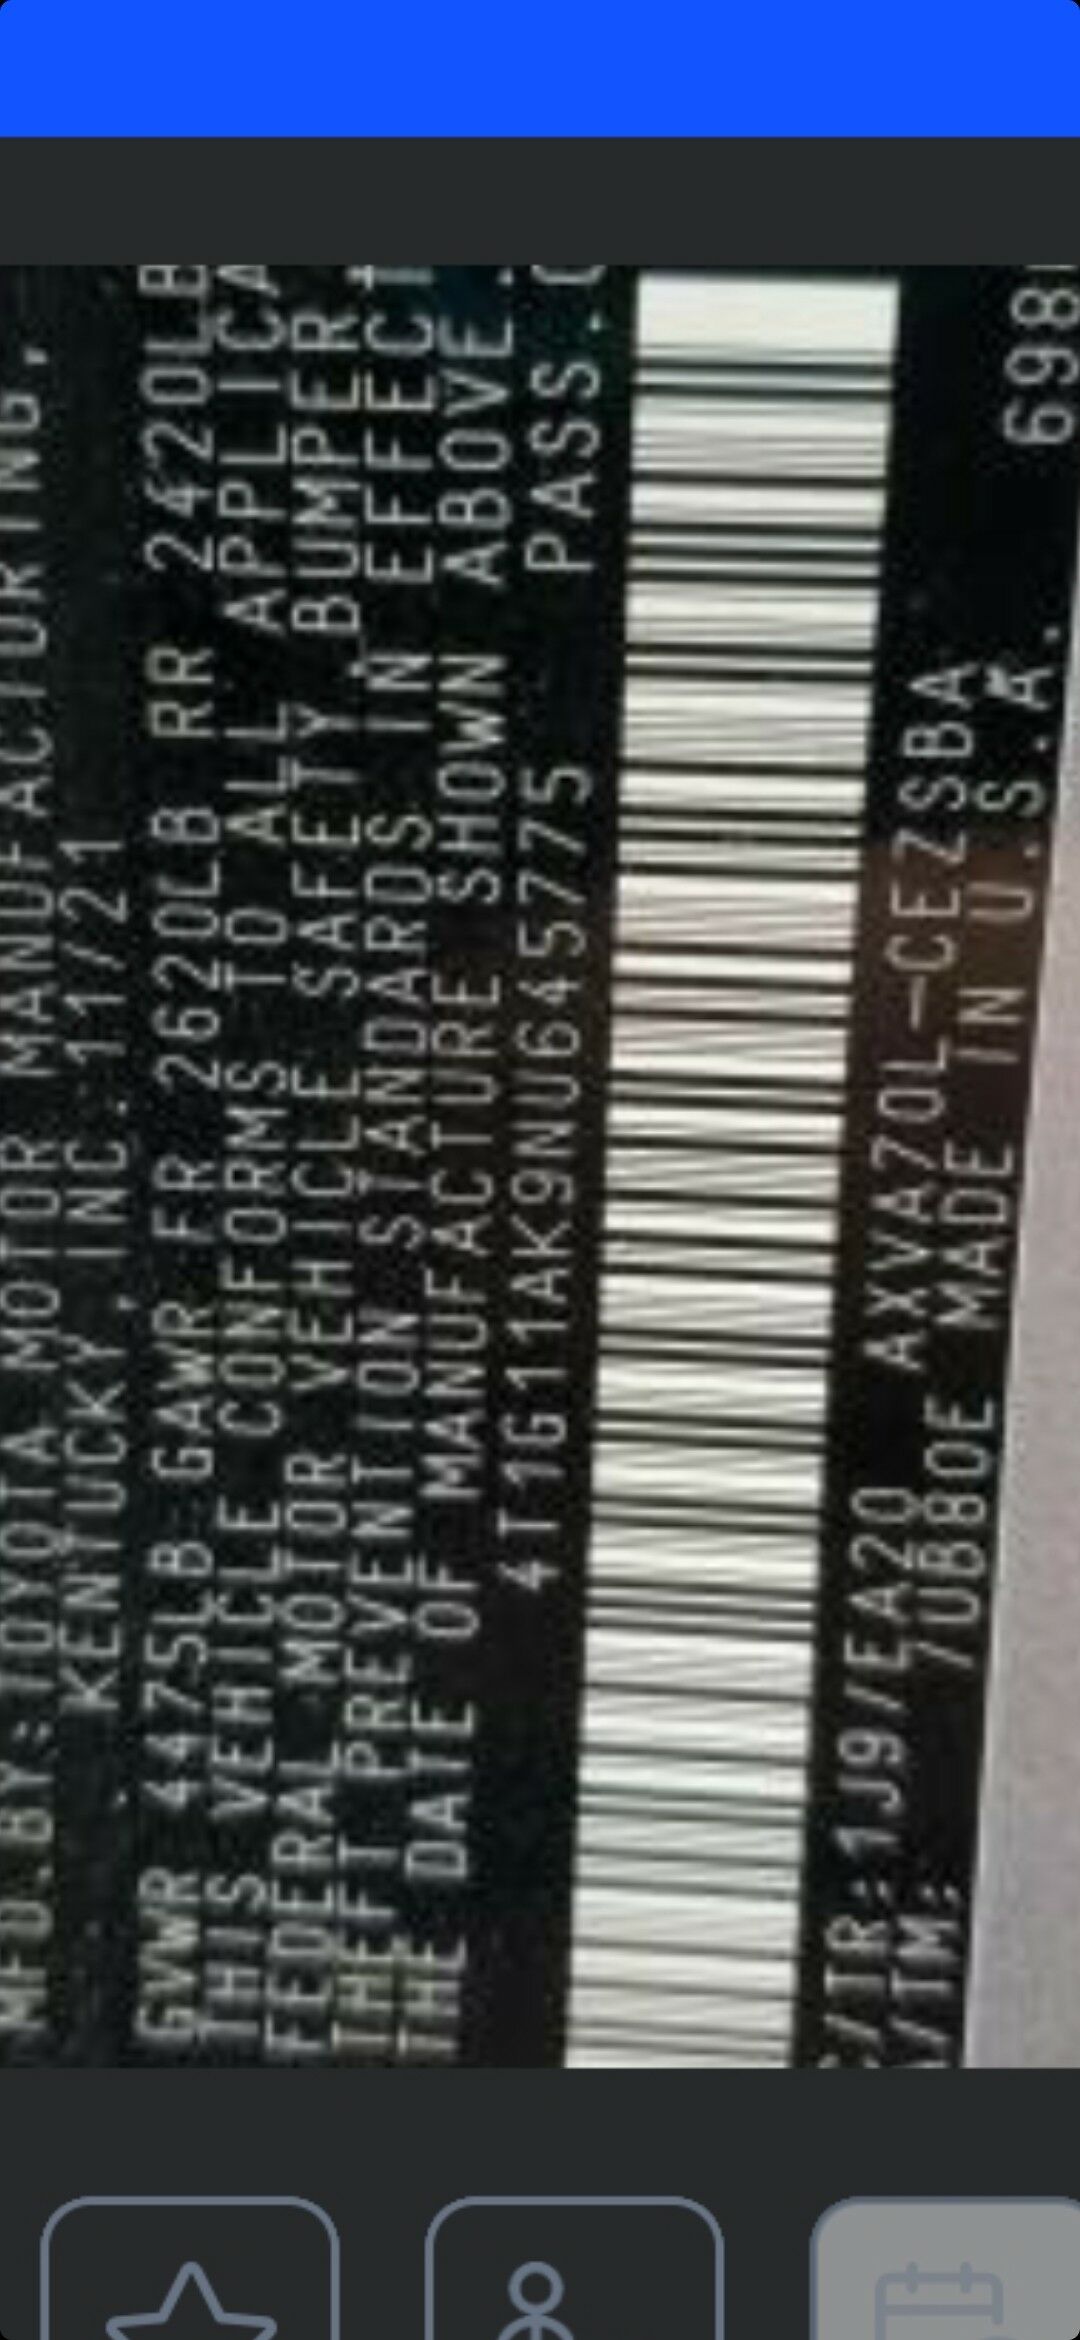 MFD.BY:TOYOTA MOTOR MANUFACTURING,
KENTUCKY,INC.11/21
GVWR 4475LB GAWR FR 2620LB RR 2420LB
THIS VEHICLE CONFORMS TO ALL APPLICA
FEDERAL MOTOR VEHICLE SAFETY BUMPER
THEFT PREVENTION STANDARDS IN EFFECT
THE DATE OF MANUFACTURE SHOWN ABOVE.
4T1G11AK9NU645775 PASS.C
C/TR:1J9/EA20 AXVA70L-CEZSBA
A/TM: /UB80E MADE IN U.S.A. 698